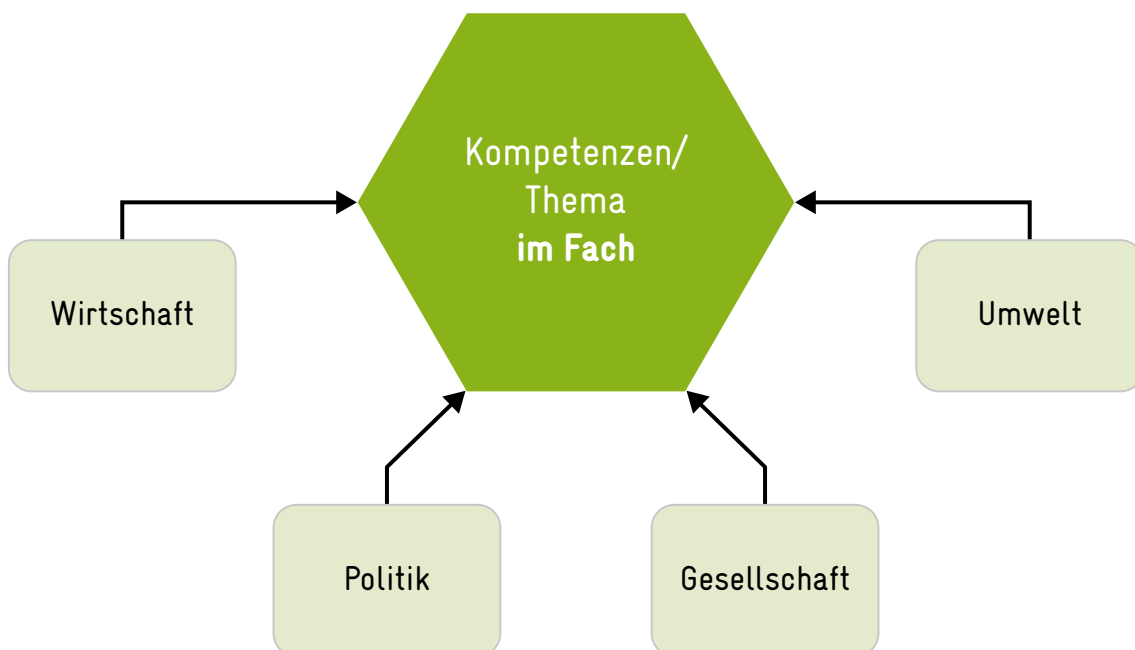 Kompetenzen/
Thema
im Fach
Wirtschaft
Umwelt
Politik
Gesellschaft